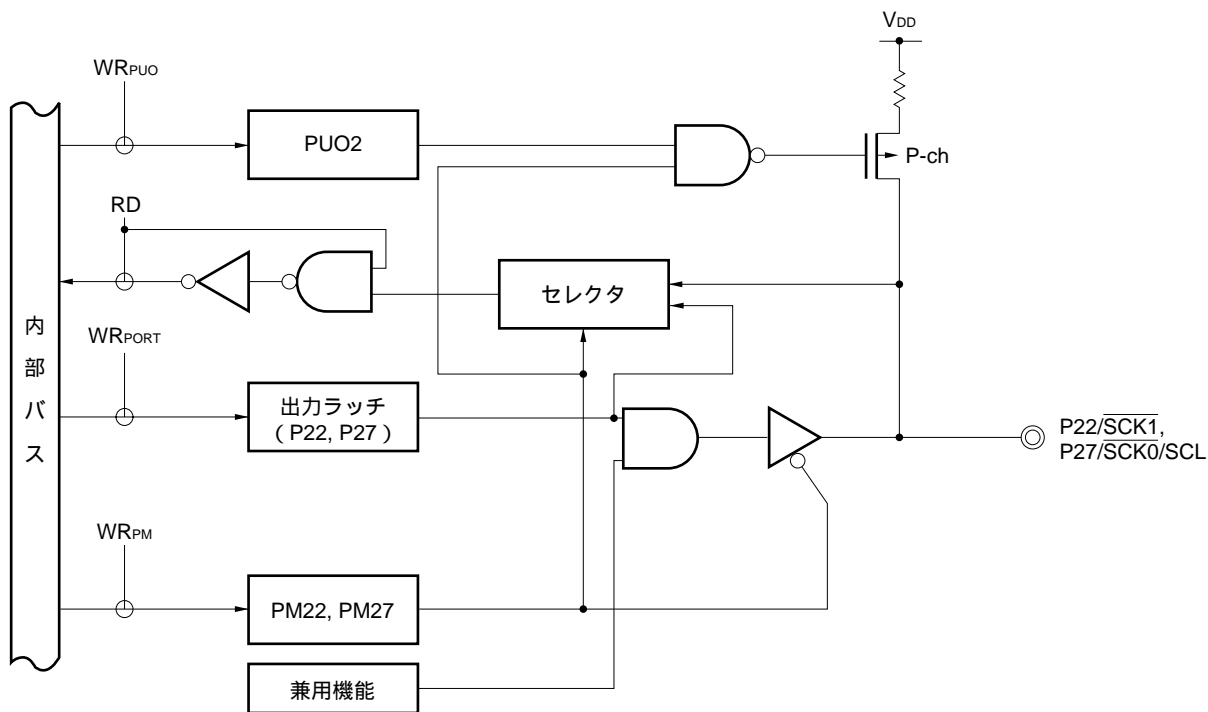 VDD
WRPUO
PUO2
P-ch
RD
セレクタ
内部バス
WRPORT
出力ラッチ
（P22, P27）
P22/SCK1,
P27/SCK0/SCL
WRPM
PM22, PM27
兼用機能